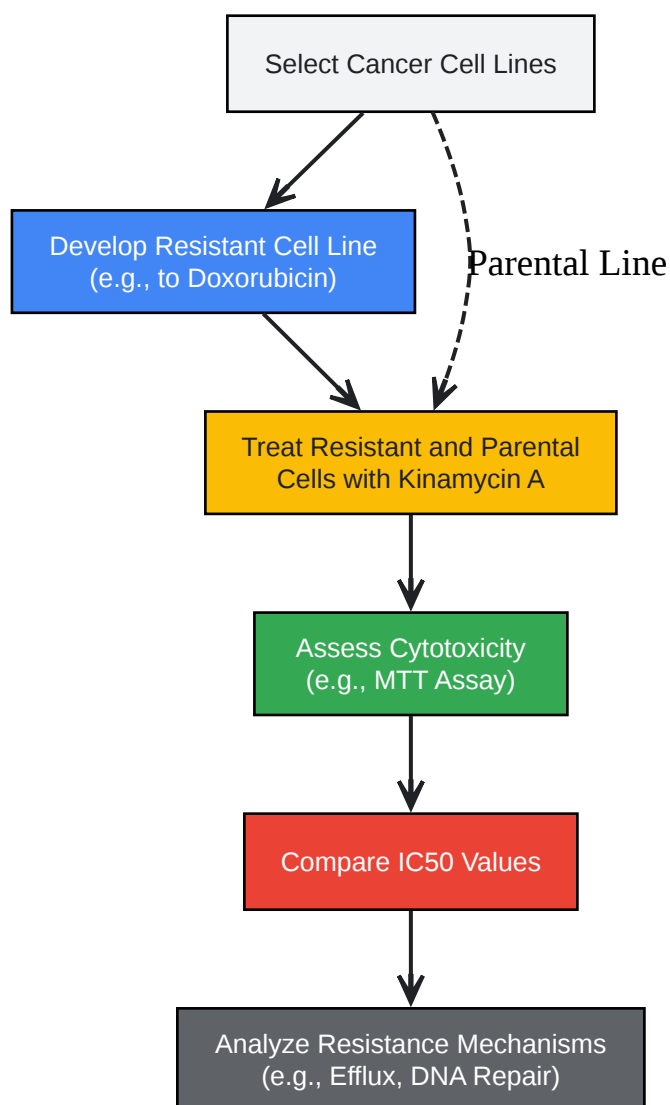 Select Cancer Cell Lines
Develop Resistant Cell Line
(e.g., to Doxorubicin)
Parental Line
Treat Resistant and Parental
Cells with Kinamycin A
Assess Cytotoxicity
(e.g., MTT Assay)
Compare IC50 Values
Analyze Resistance Mechanisms
(e.g., Efflux, DNA Repair)